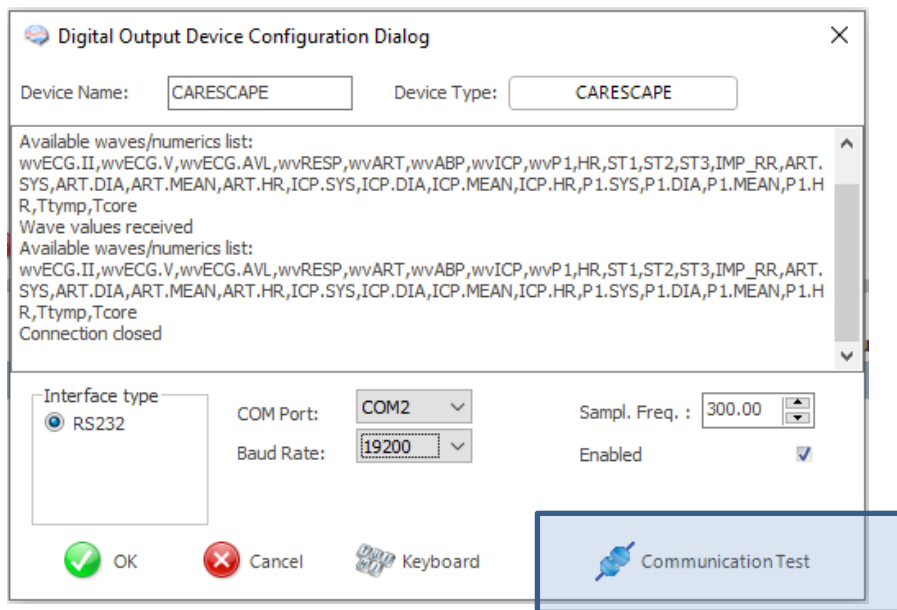 Digital Output Device Configuration Dialog
Device Name: CARESCAPE Device Type: CARESCAPE
Available waves/numerics list:
wvECG.II,wvECG.V,wvECG.AVL,wvRESP,wvART,wvABP,wvICP,wvP1,HR,ST1,ST2,ST3,IMP_RR,ART.
SYS,ART.DIA,ART.MEAN,ART.HR,ICP.SYS,ICP.DIA,ICP.MEAN,ICP.HR,P1.SYS,P1.DIA,P1.MEAN,P1.H
R,Ttymp,Tcore
Wave values received
Available waves/numerics list:
wvECG.II,wvECG.V,wvECG.AVL,wvRESP,wvART,wvABP,wvICP,wvP1,HR,ST1,ST2,ST3,IMP_RR,ART.
SYS,ART.DIA,ART.MEAN,ART.HR,ICP.SYS,ICP.DIA,ICP.MEAN,ICP.HR,P1.SYS,P1.DIA,P1.MEAN,P1.H
R,Ttymp,Tcore
Connection closed
Interface type
RS232
COM Port: COM2 Sampl. Freq. : 300.00
Baud Rate: 19200 Enabled
OK Cancel Keyboard Communication Test